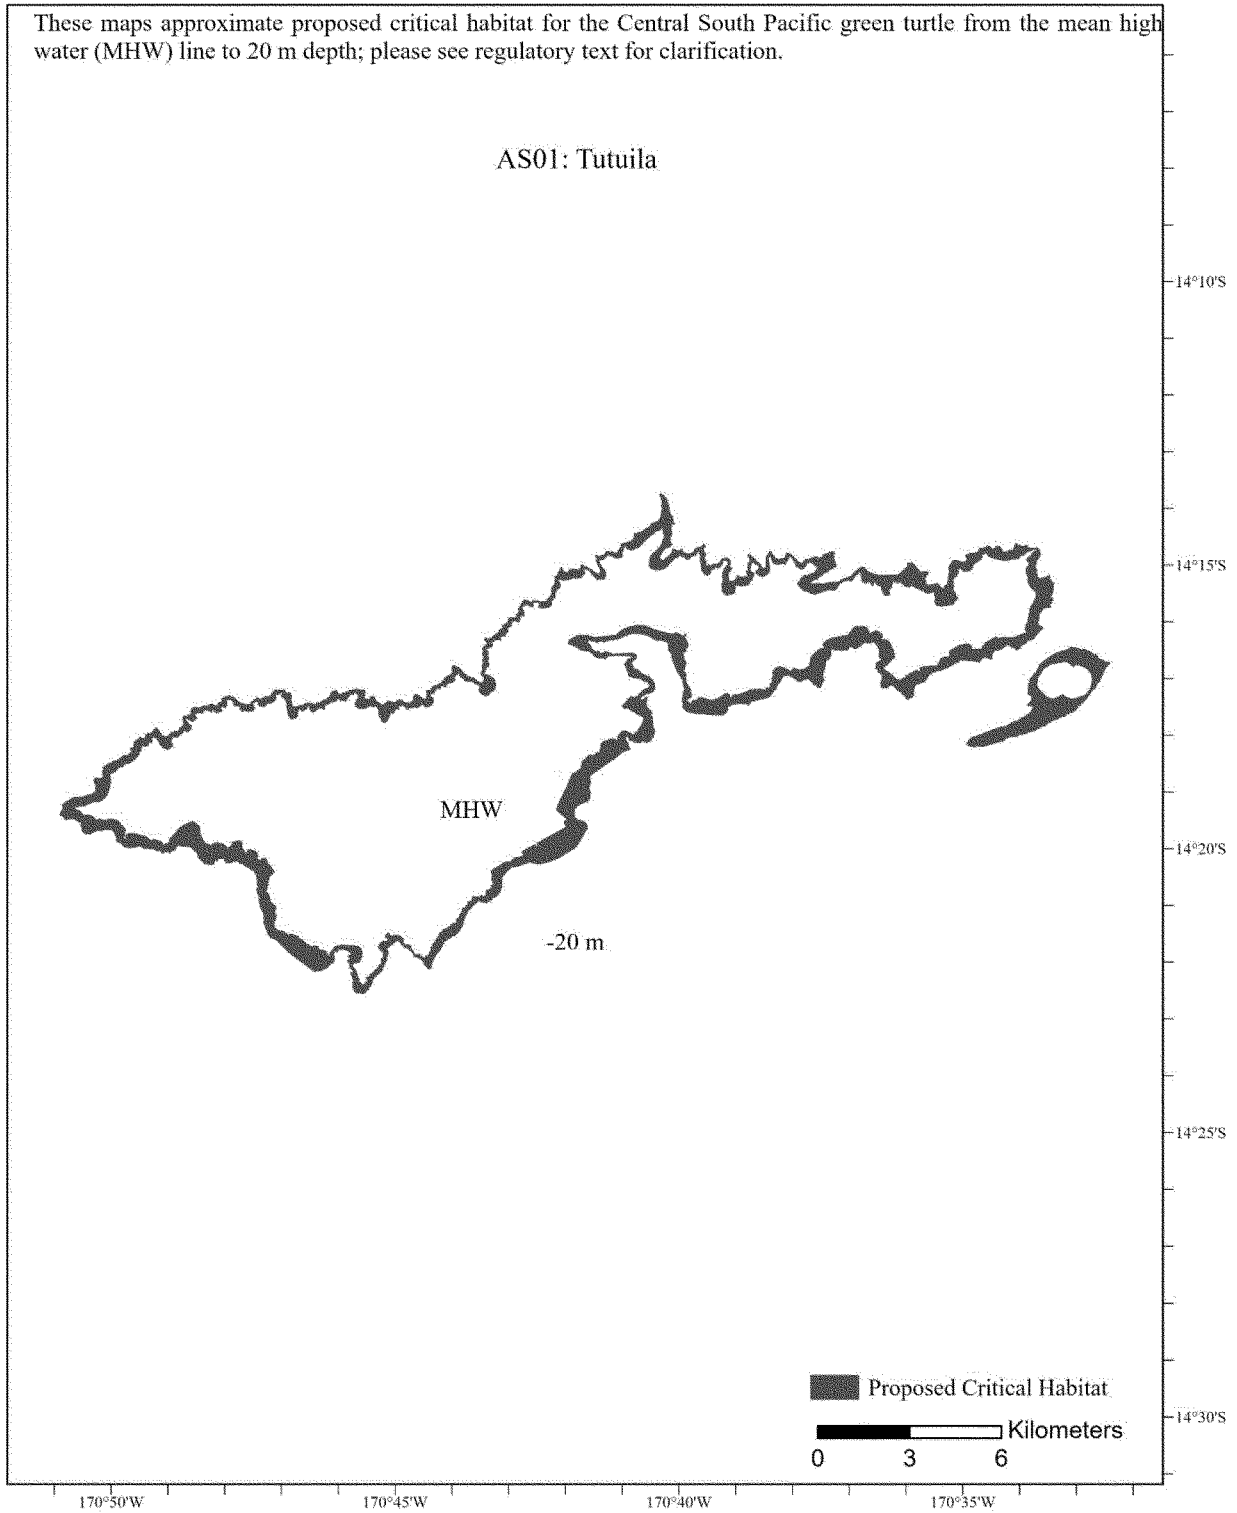 These maps approximate proposed critical habitat for the Central South Pacific green turtle from the mean high
water (MHW) line to 20 m depth; please see regulatory text for clarification.
AS01: Tutuila
14°10'S
14°15'S
MHW
14°20'S
-20 m
14°25'S
Proposed Critical Habitat
14°30'S
Kilometers
0 3 6
170°50'W 170°45'W 170°40'W 170°35'W